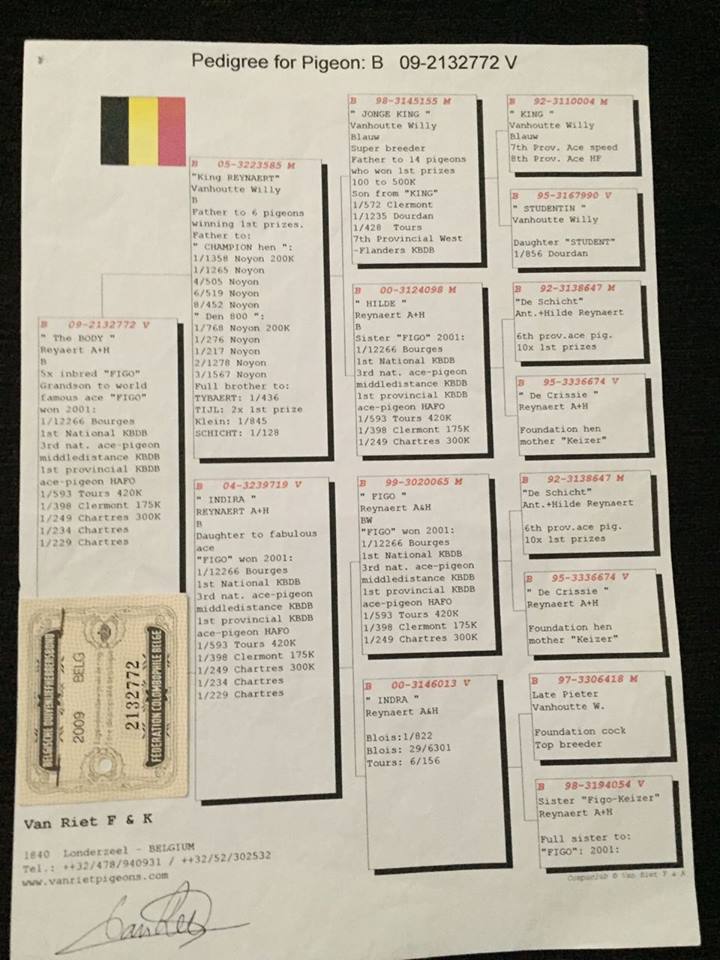 Pedigree for Pigeon: B 09-2132772 V
B 09-2132772 V
" The BODY "
Reyaert A+H
B
5x inbred "FIGO"
Grandson to world
famous ace "FIGO"
won 2001:
1/12266 Bourges
1st National KBDB
3rd nat. ace-pigeon
middledistance KBDB
1st provincial KBDB
ace-pigeon HAFO
1/593 Tours 420K
1/398 Clermont 175K
1/249 Chartres 300K
1/234 Chartres
1/229 Chartres
B 05-3223585 M
"King REYNAERT"
Vanhoutte Willy
B
Father to 6 pigeons
winning 1st prizes.
Father to:
" CHAMPION hen ":
1/1358 Noyon 200K
1/1265 Noyon
4/505 Noyon
6/519 Noyon
8/452 Noyon
" Den 800 ":
1/768 Noyon 200K
1/276 Noyon
1/217 Noyon
2/1278 Noyon
3/1567 Noyon
Full brother to:
TYBAERT: 1/436
TIJL: 2x 1st prize
Klein: 1/845
SCHICHT: 1/128
B 04-3239719 V
" INDIRA "
REYNAERT A+H
B
Daughter to fabulous
ace
"FIGO" won 2001:
1/12266 Bourges
1st National KBDB
3rd nat. ace-pigeon
middledistance KBDB
1st provincial KBDB
ace-pigeon HAFO
1/593 Tours 420K
1/398 Clermont 175K
1/249 Chartres 300K
1/234 Chartres
1/229 Chartres
B 98-3145155 M
" JONGE KING "
Vanhoutte Willy
Blauw
Super breeder
Father to 14 pigeons
who won 1st prizes
100 to 500K
Son from "KING"
1/572 Clermont
1/1235 Dourdan
1/428 Tours
7th Provincial West
-Flanders KBDB
B 00-3124098 M
" HILDE "
Reynaert A+H
B
Sister "FIGO" 2001:
1/12266 Bourges
1st National KBDB
3rd nat. ace-pigeon
middledistance KBDB
1st provincial KBDB
ace-pigeon HAFO
1/593 Tours 420K
1/398 Clermont 175K
1/249 Chartres 300K
B 99-3020065 M
" FIGO "
Reynaert A&H
BW
"FIGO" won 2001:
1/12266 Bourges
1st National KBDB
3rd nat. ace-pigeon
middledistance KBDB
1st provincial KBDB
ace-pigeon HAFO
1/593 Tours 420K
1/398 Clermont 175K
1/249 Chartres 300K
B 00-3146013 V
" INDRA "
Reynaert A&H
Blois:1/822
Blois: 29/6301
Tours: 6/156
B 92-3110004 M
" KING "
Vanhoutte Willy
Blauw
7th Prov. Ace speed
8th Prov. Ace HF
B 95-3167990 V
" STUDENTIN "
Vanhoutte Willy
Daughter "STUDENT"
1/856 Dourdan
B 92-3138647 M
"De Schicht"
Ant.+Hilde Reynaert
6th prov.ace pig.
10x 1st prizes
B 95-3336674 V
" De Crissie "
Reynaert A+H
Foundation hen
mother "Keizer"
B 92-3138647 M
"De Schicht"
Ant.+Hilde Reynaert
6th prov.ace pig.
10x 1st prizes
B 95-3336674 V
" De Crissie "
Reynaert A+H
Foundation hen
mother "Keizer"
B 97-3306418 M
Late Pieter
Vanhoutte W.
Foundation cock
Top breeder
B 98-3194054 V
Sister "Figo-Keizer"
Reynaert A+H
Full sister to:
"FIGO": 2001:
BELGISCHE DUIVENLIEFHEBBERSBOND
2009 BELG
2132772
FEDERATION COLOMBOPHILE BELGE
Van Riet F & K
1840 Londerzeel - BELGIUM
Tel.: ++32/478/940931 / ++32/52/302532
www.vanrietpigeons.com
Compuclub © Van Riet F & K